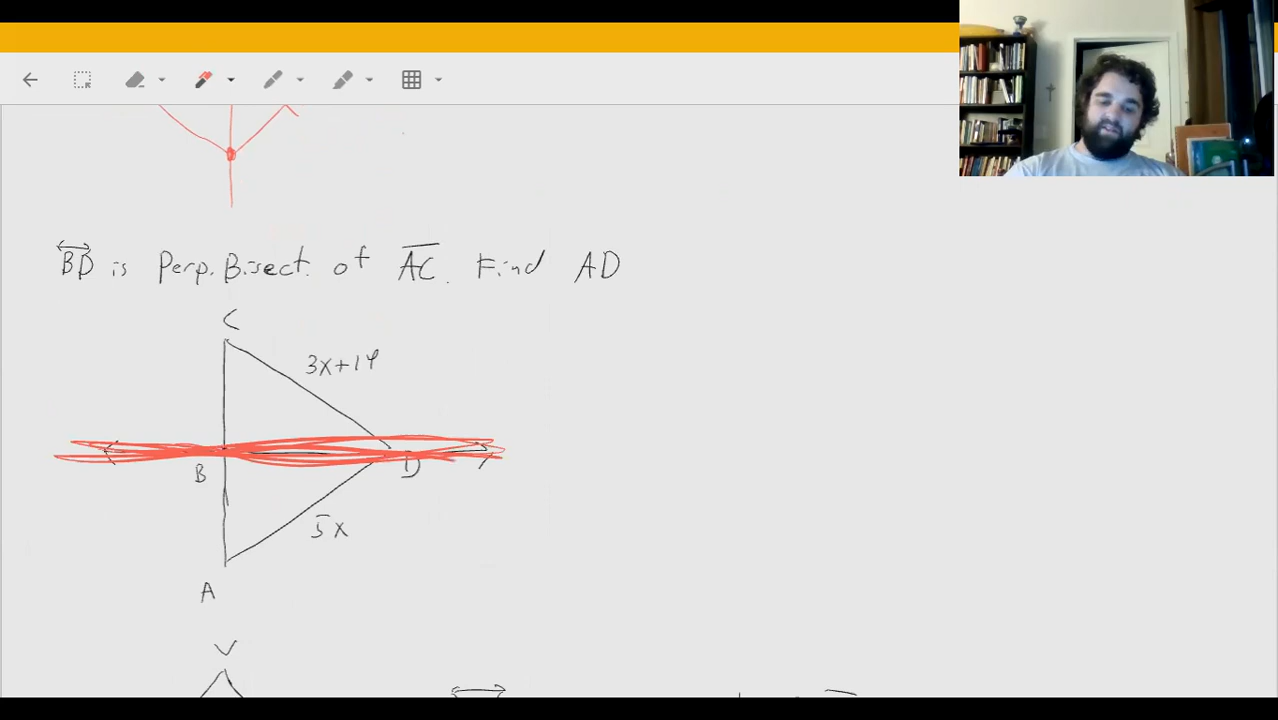 BD is Perp. Bisect. of AC. Find AD
C
3x+14
B
D
5x
A
V